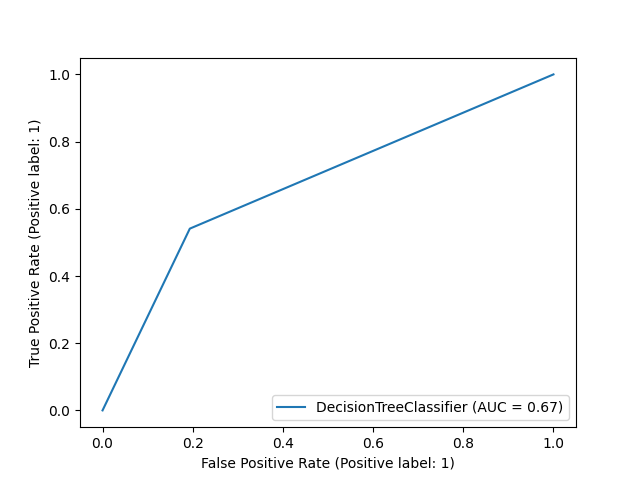 1.0
0.8
0.6
0.4
0.2
0.0
True Positive Rate (Positive label: 1)
DecisionTreeClassifier (AUC = 0.67)
0.0 0.2 0.4 0.6 0.8 1.0
False Positive Rate (Positive label: 1)